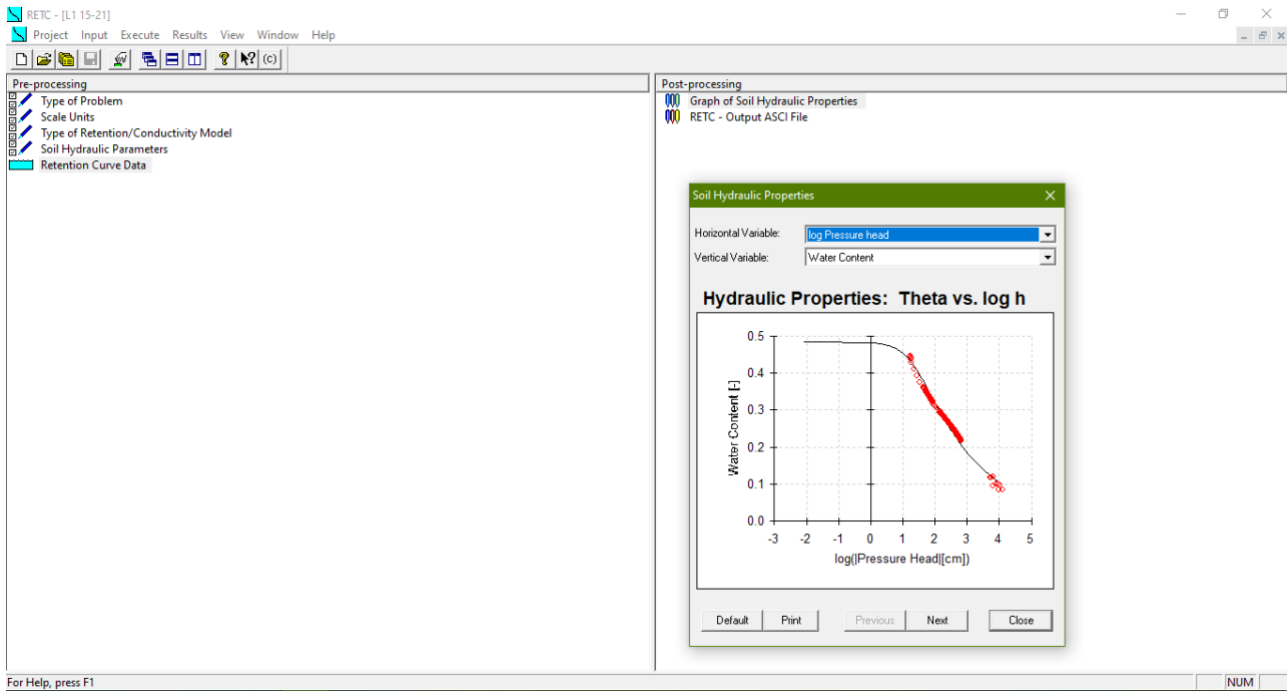 RETC - [L1 15-21]
Project Input Execute Results View Window Help
? ? (c)
Pre-processing
Type of Problem
Scale Units
Type of Retention/Conductivity Model
Soil Hydraulic Parameters
Retention Curve Data
Post-processing
Graph of Soil Hydraulic Properties
RETC - Output ASCI File
Soil Hydraulic Properties
Horizontal Variable: log Pressure head
Vertical Variable: Water Content
Hydraulic Properties: Theta vs. log h
Water Content [-]
0.5
0.4
0.3
0.2
0.1
0.0
-3 -2 -1 0 1 2 3 4 5
log(|Pressure Head|[cm])
Default Print Previous Next Close
For Help, press F1
NUM